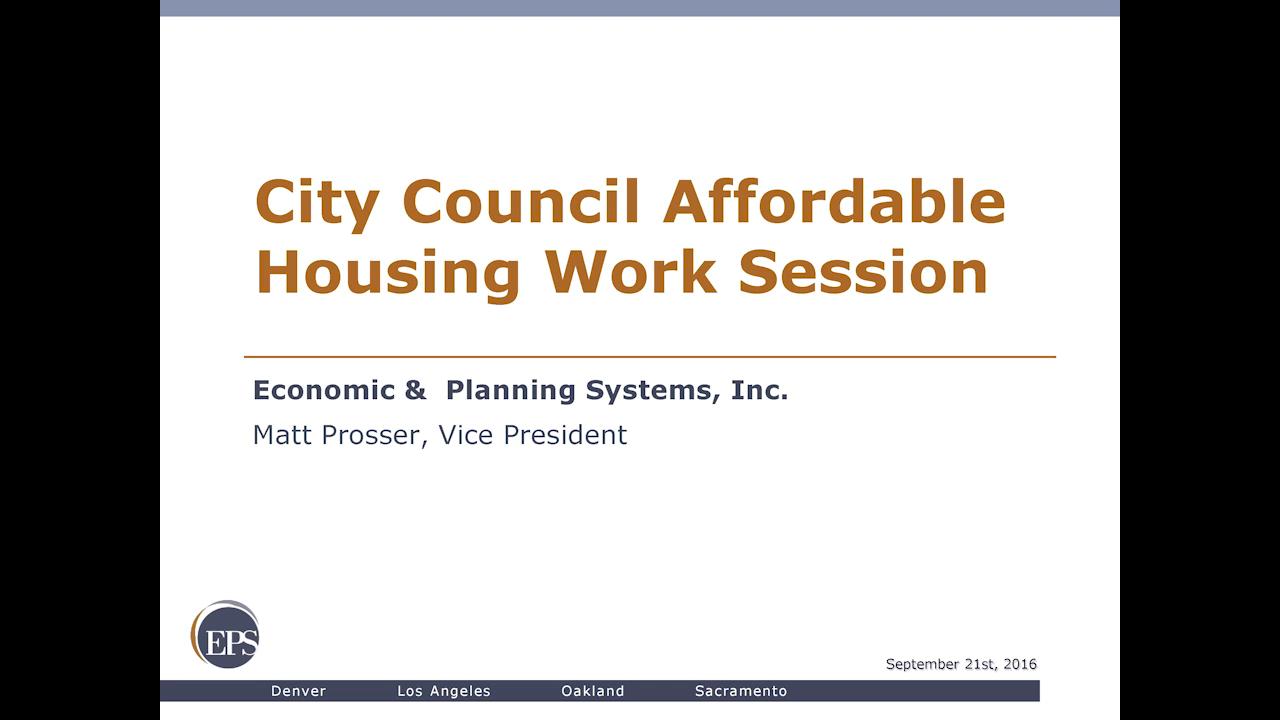 City Council Affordable
Housing Work Session
Economic &  Planning Systems, Inc.
Matt Prosser, Vice President
EPS
September 21st, 2016
Denver Los Angeles Oakland Sacramento